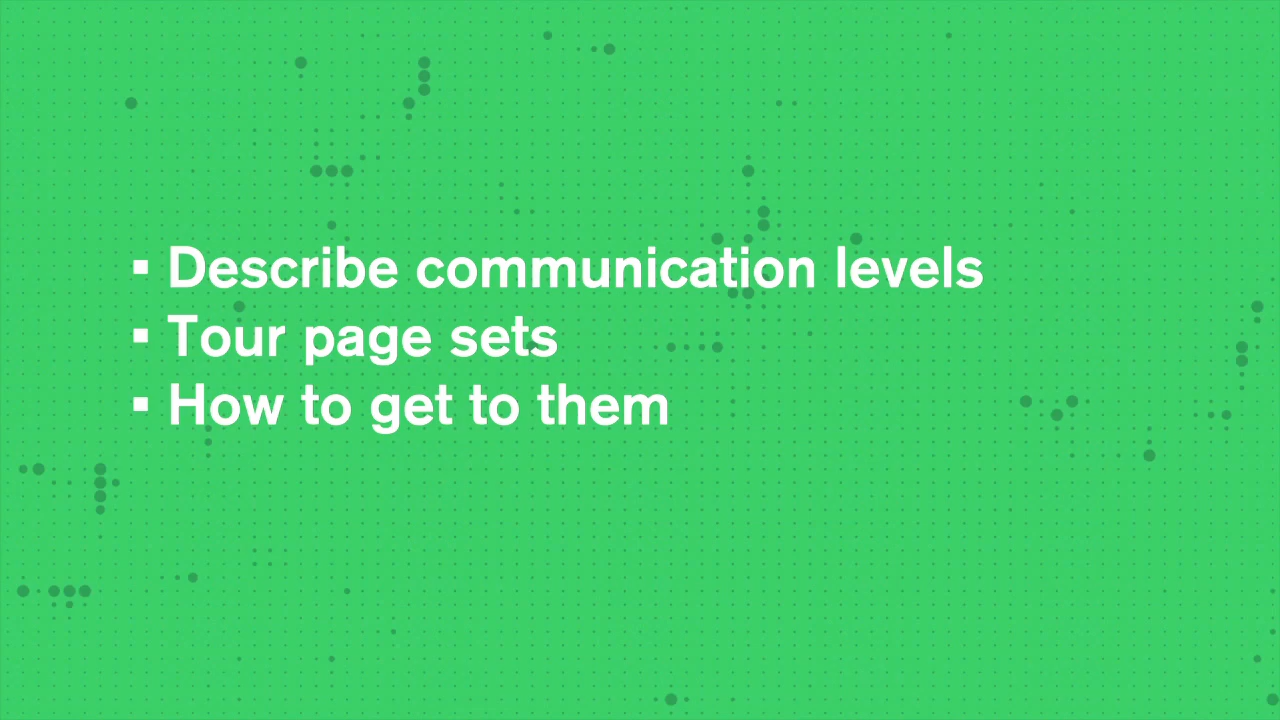 ▪ Describe communication levels
▪ Tour page sets
▪ How to get to them